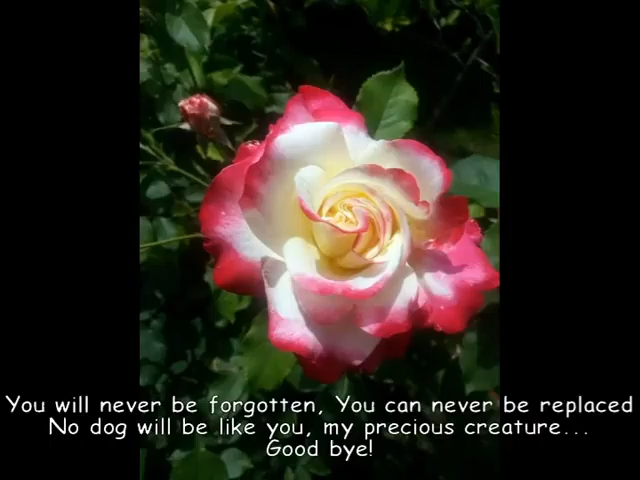 You will never be forgotten, You can never be replaced
No dog will be like you, my precious creature...
Good bye!